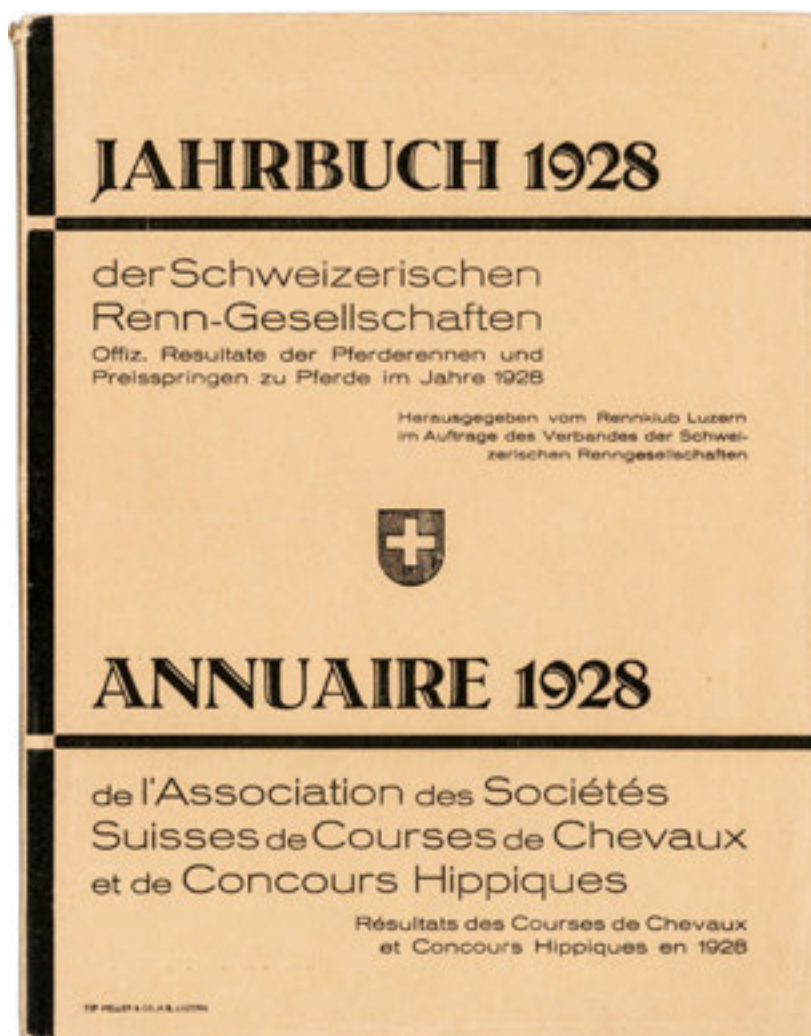 JAHRBUCH 1928
der Schweizerischen
Renn-Gesellschaften
Offiz. Resultate der Pferderennen und
Preisspringen zu Pferde im Jahre 1928
Herausgegeben vom Rennklub Luzern
im Auftrage des Verbandes der Schwei-
zerischen Renngesellschaften
ANNUAIRE 1928
de l'Association des Sociétés
Suisses de Courses de Chevaux
et de Concours Hippiques
Résultats des Courses de Chevaux
et Concours Hippiques en 1928